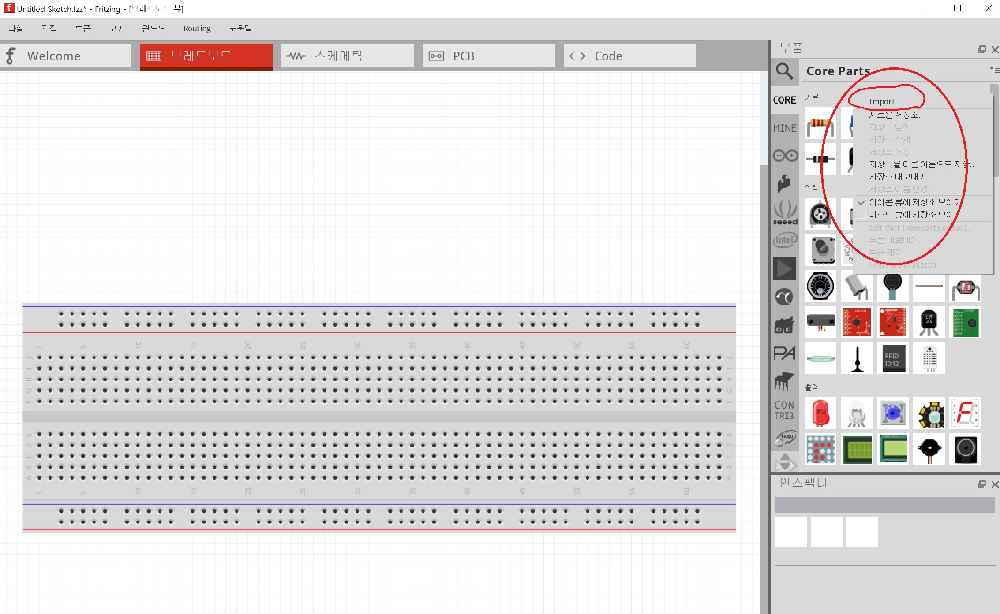 Untitled Sketch.fzz* - Fritzing - [브레드보드 뷰]
파일 편집 부품 보기 윈도우 Routing 도움말
Welcome 브레드보드 스케메틱 PCB Code
부품
Core Parts
CORE
MINE
seeed
intel
PA
CON
TRIB
기본
Import...
새로운 저장소...
저장소 닫기
저장소 삭제
저장소 저장
저장소를 다른 이름으로 저장...
저장소 내보내기...
저장소 이름 변경...
입력
아이콘 뷰에 저장소 보이기
리스트 뷰에 저장소 보이기
Edit Part (new parts editor)...
부품 내보내기...
부품 제거
Find Part in Sketch
LM
35
RFID
ID12
출력
1 5 10 15 20 25 30 35 40 45 50 55 60
J J
I I
H H
G G
F F
E E
D D
C C
B B
A A
1 5 10 15 20 25 30 35 40 45 50 55 60
인스펙터